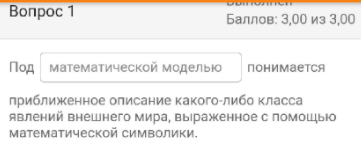 Вопрос 1
Выполнен
Баллов: 3,00 из 3,00
Под математической моделью понимается
приближенное описание какого-либо класса
явлений внешнего мира, выраженное с помощью
математической символики.